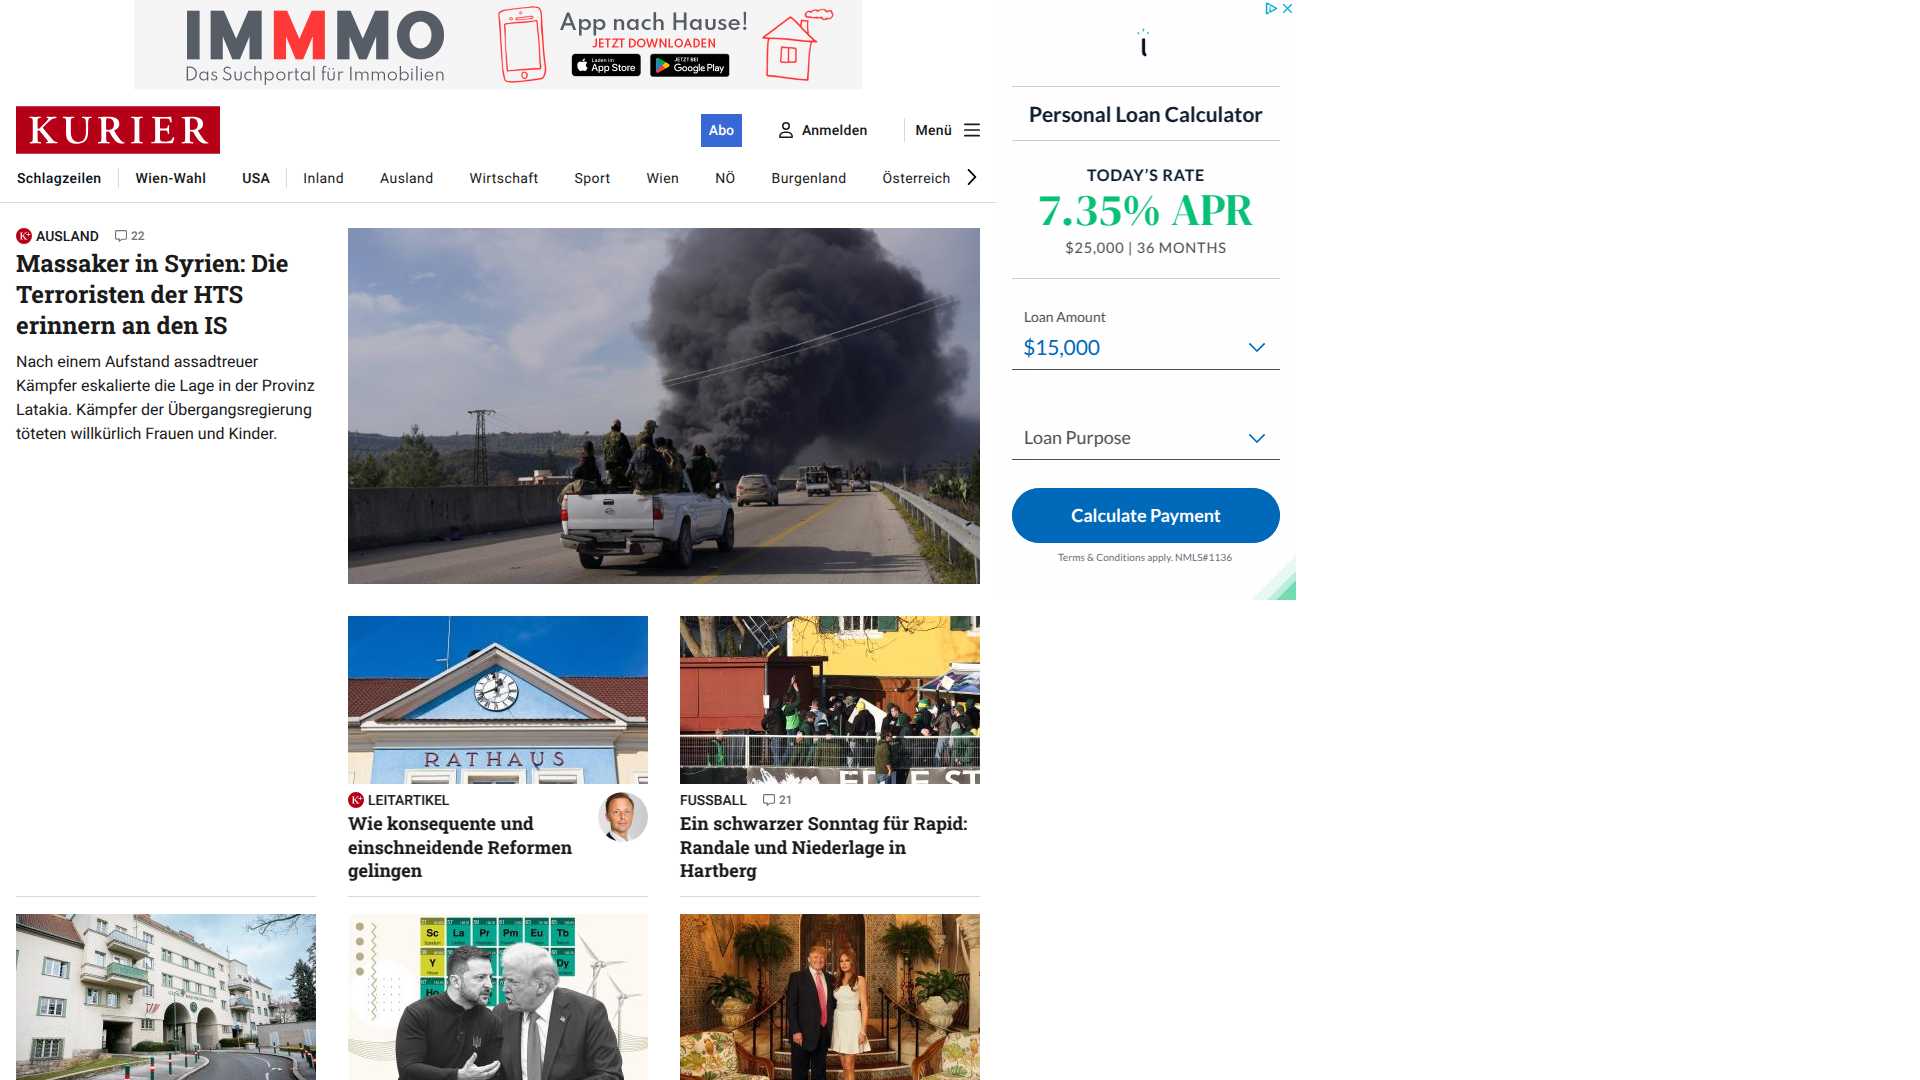 IMMMO
Das Suchportal für Immobilien
App nach Hause!
JETZT DOWNLOADEN
Laden im
App Store
JETZT BEI
Google Play
KURIER
Abo
Anmelden
Menü
Schlagzeilen
Wien-Wahl
USA
Inland
Ausland
Wirtschaft
Sport
Wien
NÖ
Burgenland
Österreich
K+ AUSLAND 22
Massaker in Syrien: Die
Terroristen der HTS
erinnern an den IS
Nach einem Aufstand assadtreuer
Kämpfer eskalierte die Lage in der Provinz
Latakia. Kämpfer der Übergangsregierung
töteten willkürlich Frauen und Kinder.
RATHAUS
K+ LEITARTIKEL
Wie konsequente und
einschneidende Reformen
gelingen
FUSSBALL 21
Ein schwarzer Sonntag für Rapid:
Randale und Niederlage in
Hartberg
Sc La Pr Pm Eu Tb
Y Dy
Ho
Personal Loan Calculator
TODAY'S RATE
7.35% APR
$25,000 | 36 MONTHS
Loan Amount
$15,000
Loan Purpose
Calculate Payment
Terms & Conditions apply. NMLS#1136